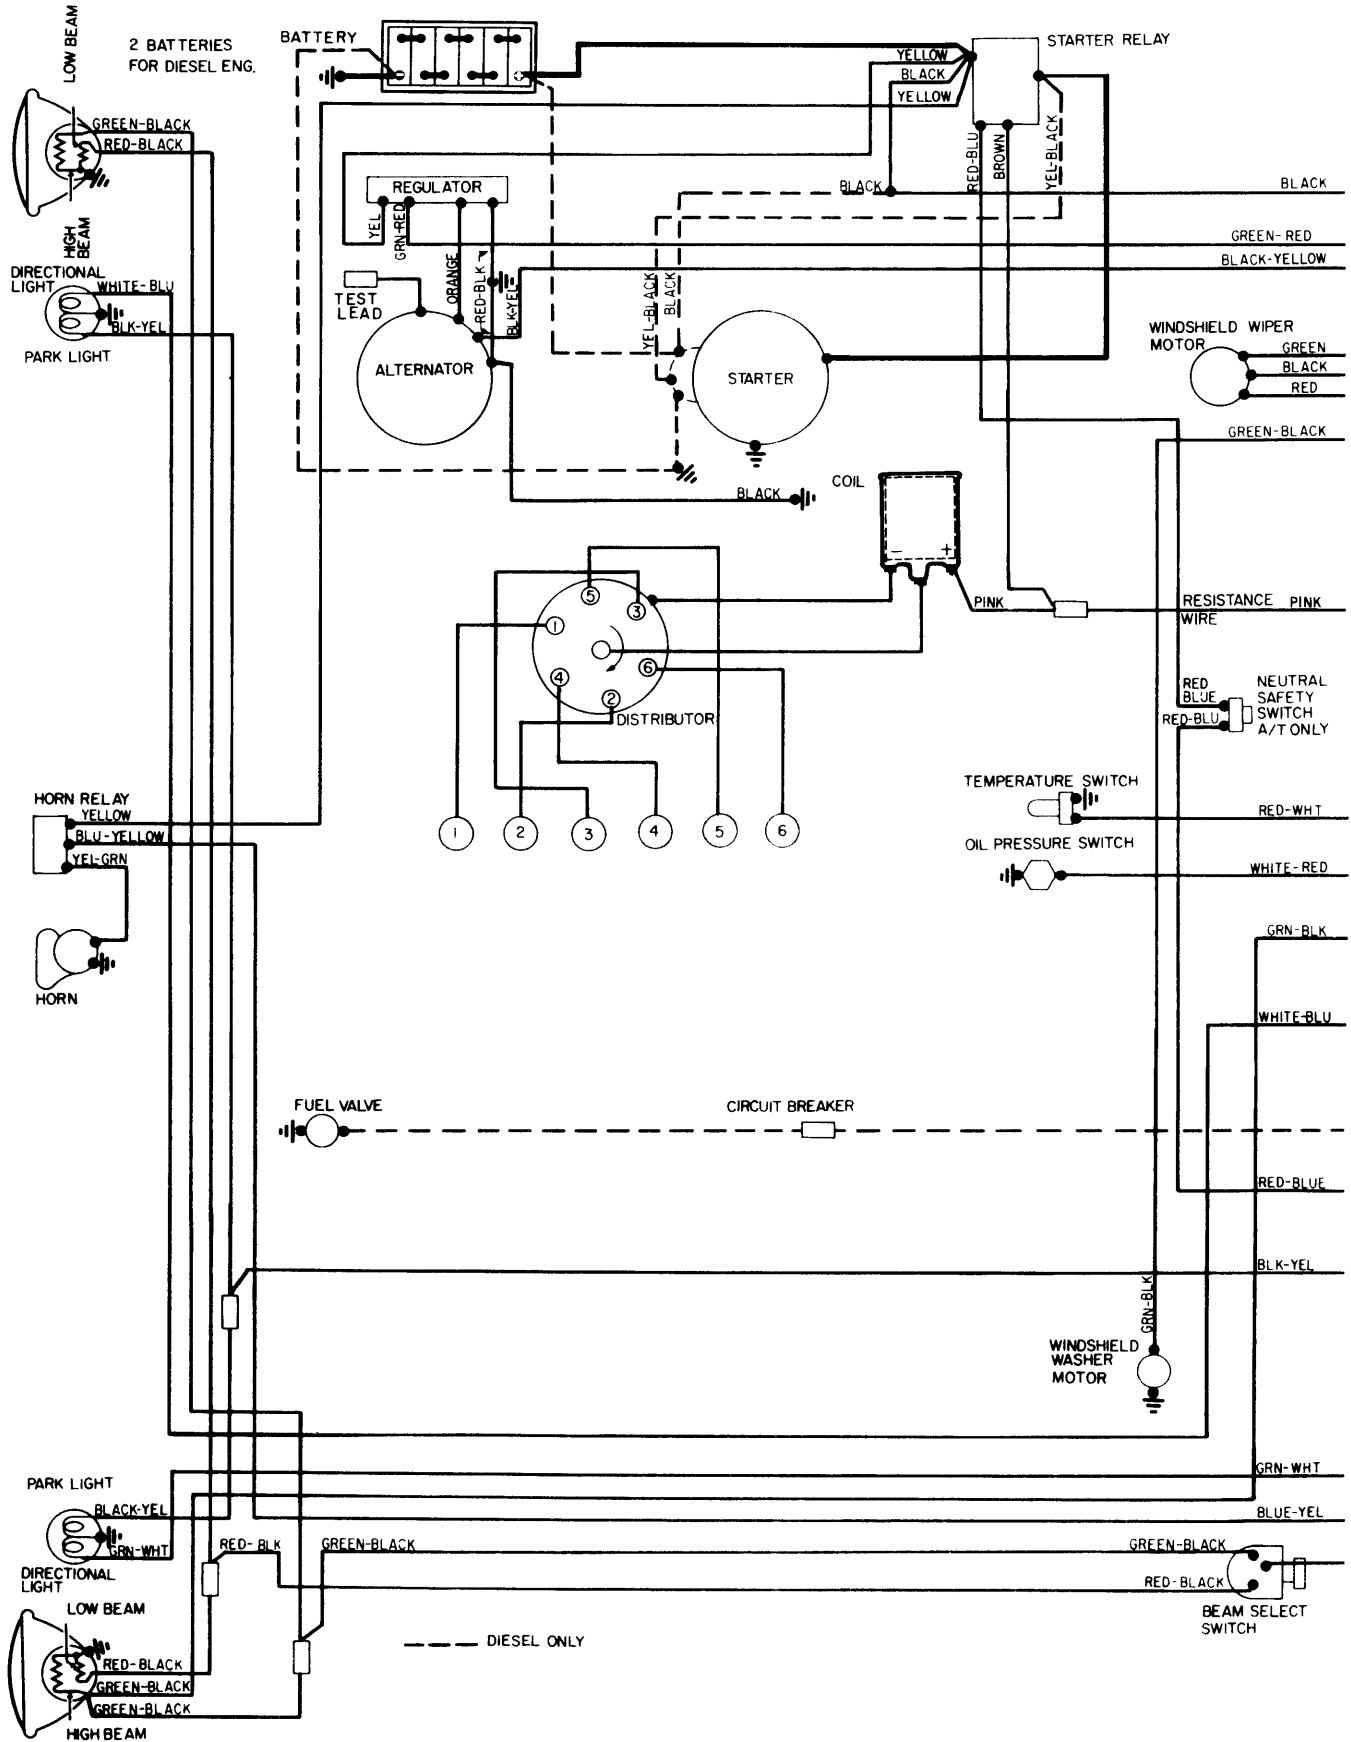 LOW BEAM
2 BATTERIES
FOR DIESEL ENG.
BATTERY
YELLOW
BLACK
YELLOW
STARTER RELAY
GREEN-BLACK
RED-BLACK
RED-BLU
BROWN
YEL-BLACK
REGULATOR
BLACK
BLACK
HIGH
BEAM
YEL
GRN-RED
GREEN-RED
BLACK-YELLOW
DIRECTIONAL
LIGHT
WHITE-BLU
TEST
LEAD
ORANGE
RED-BLK
BLK-YEL
YEL-BLACK
BLACK
BLK-YEL
PARK LIGHT
WINDSHIELD WIPER
MOTOR
GREEN
BLACK
RED
ALTERNATOR
STARTER
GREEN-BLACK
COIL
BLACK
-
+
5
3
1
4
6
2
DISTRIBUTOR
PINK
RESISTANCE
WIRE
PINK
RED
BLUE
RED-BLU
NEUTRAL
SAFETY
SWITCH
A/T ONLY
TEMPERATURE SWITCH
RED-WHT
HORN RELAY
YELLOW
BLU-YELLOW
YEL-GRN
1
2
3
4
5
6
OIL PRESSURE SWITCH
WHITE-RED
GRN-BLK
HORN
WHITE-BLU
FUEL VALVE
CIRCUIT BREAKER
RED-BLUE
BLK-YEL
GRN-BLK
WINDSHIELD
WASHER
MOTOR
GRN-WHT
PARK LIGHT
BLACK-YEL
GRN-WHT
BLUE-YEL
DIRECTIONAL
LIGHT
RED-BLK
GREEN-BLACK
GREEN-BLACK
RED-BLACK
BEAM SELECT
SWITCH
LOW BEAM
DIESEL ONLY
RED-BLACK
GREEN-BLACK
GREEN-BLACK
HIGH BEAM